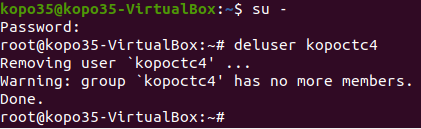 kopo35@kopo35-VirtualBox:~$ su -
Password:
root@kopo35-VirtualBox:~# deluser kopoctc4
Removing user `kopoctc4' ...
Warning: group `kopoctc4' has no more members.
Done.
root@kopo35-VirtualBox:~#